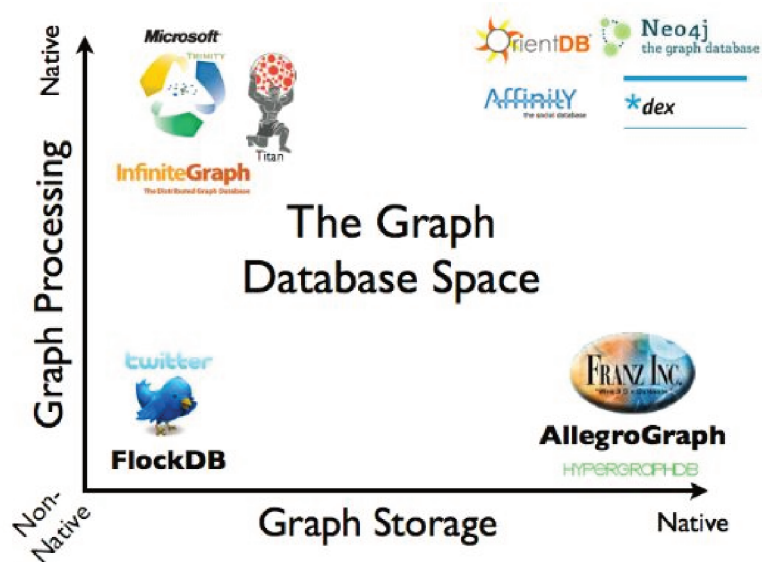 Microsoft
TRINITY
Titan
InfiniteGraph
The Distributed Graph Database
OrientDB
Neo4j
the graph database
Affinity
the social database
*dex
The Graph
Database Space
twitter
FlockDB
FRANZ INC.
AllegroGraph
HYPERGRAPHDB
Graph Processing
Native
Non-
Native
Graph Storage
Native